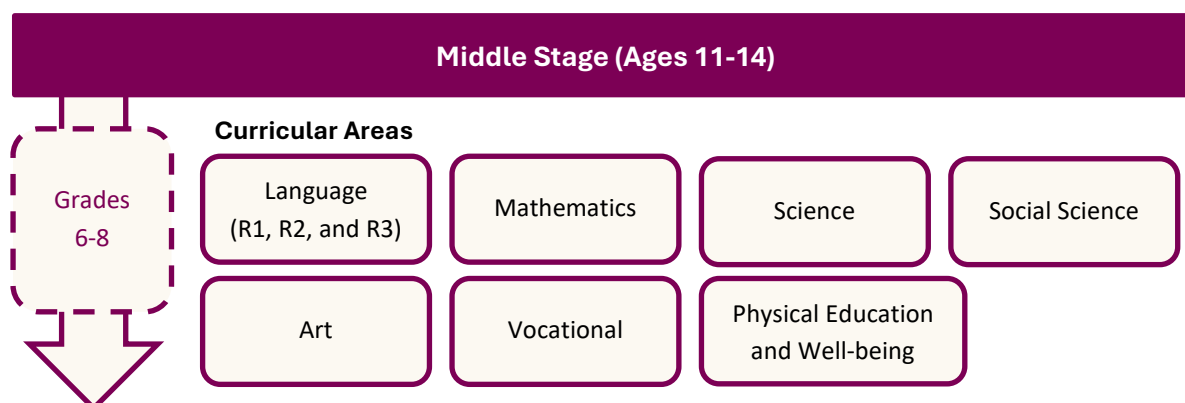 Middle Stage (Ages 11-14)
Curricular Areas
Grades
6-8
Language
(R1, R2, and R3)
Mathematics
Science
Social Science
Art
Vocational
Physical Education
and Well-being